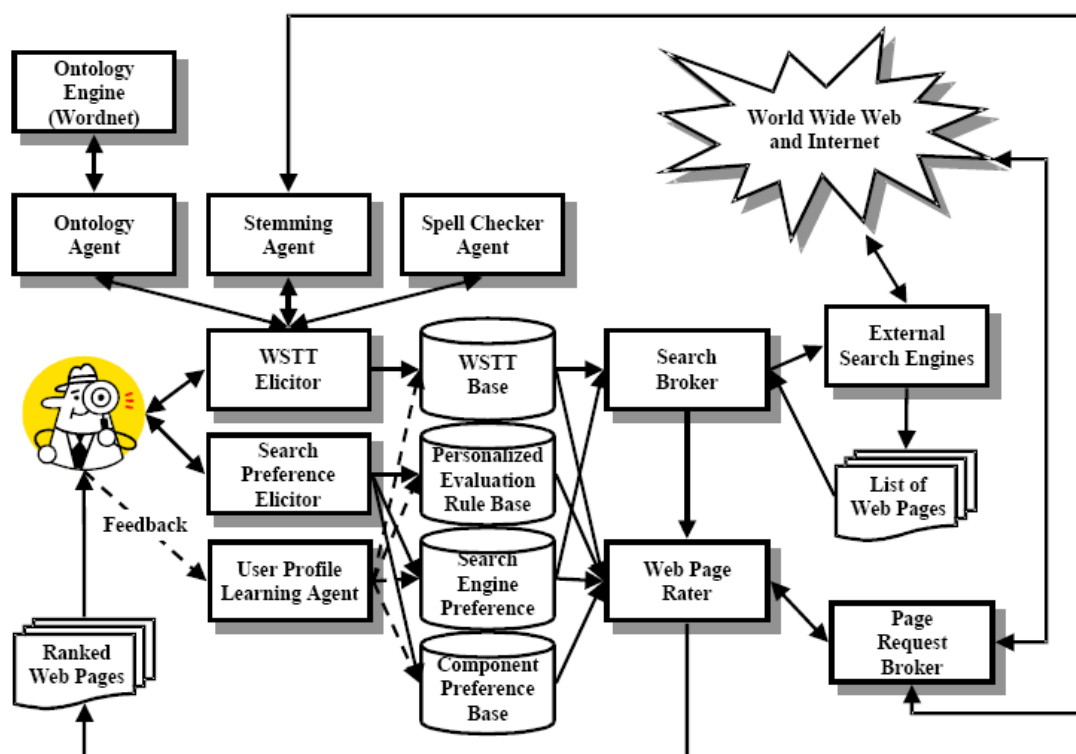 Ontology
Engine
(Wordnet)
World Wide Web
and Internet
Ontology
Agent
Stemming
Agent
Spell Checker
Agent
WSTT
Elicitor
WSTT
Base
Search
Broker
External
Search Engines
Search
Preference
Elicitor
Personalized
Evaluation
Rule Base
List of
Web Pages
Feedback
User Profile
Learning Agent
Search
Engine
Preference
Web Page
Rater
Page
Request
Broker
Ranked
Web Pages
Component
Preference
Base